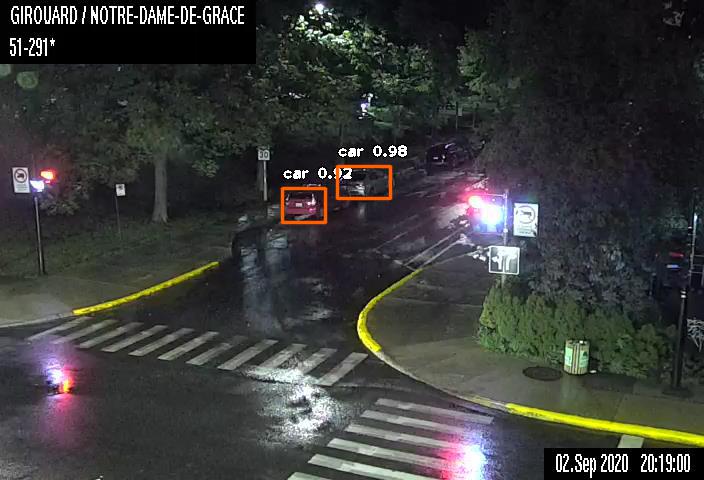 GIROUARD / NOTRE-DAME-DE-GRACE
51-291*
car 0.98
car 0.92
30
02.Sep 2020 20:19:00